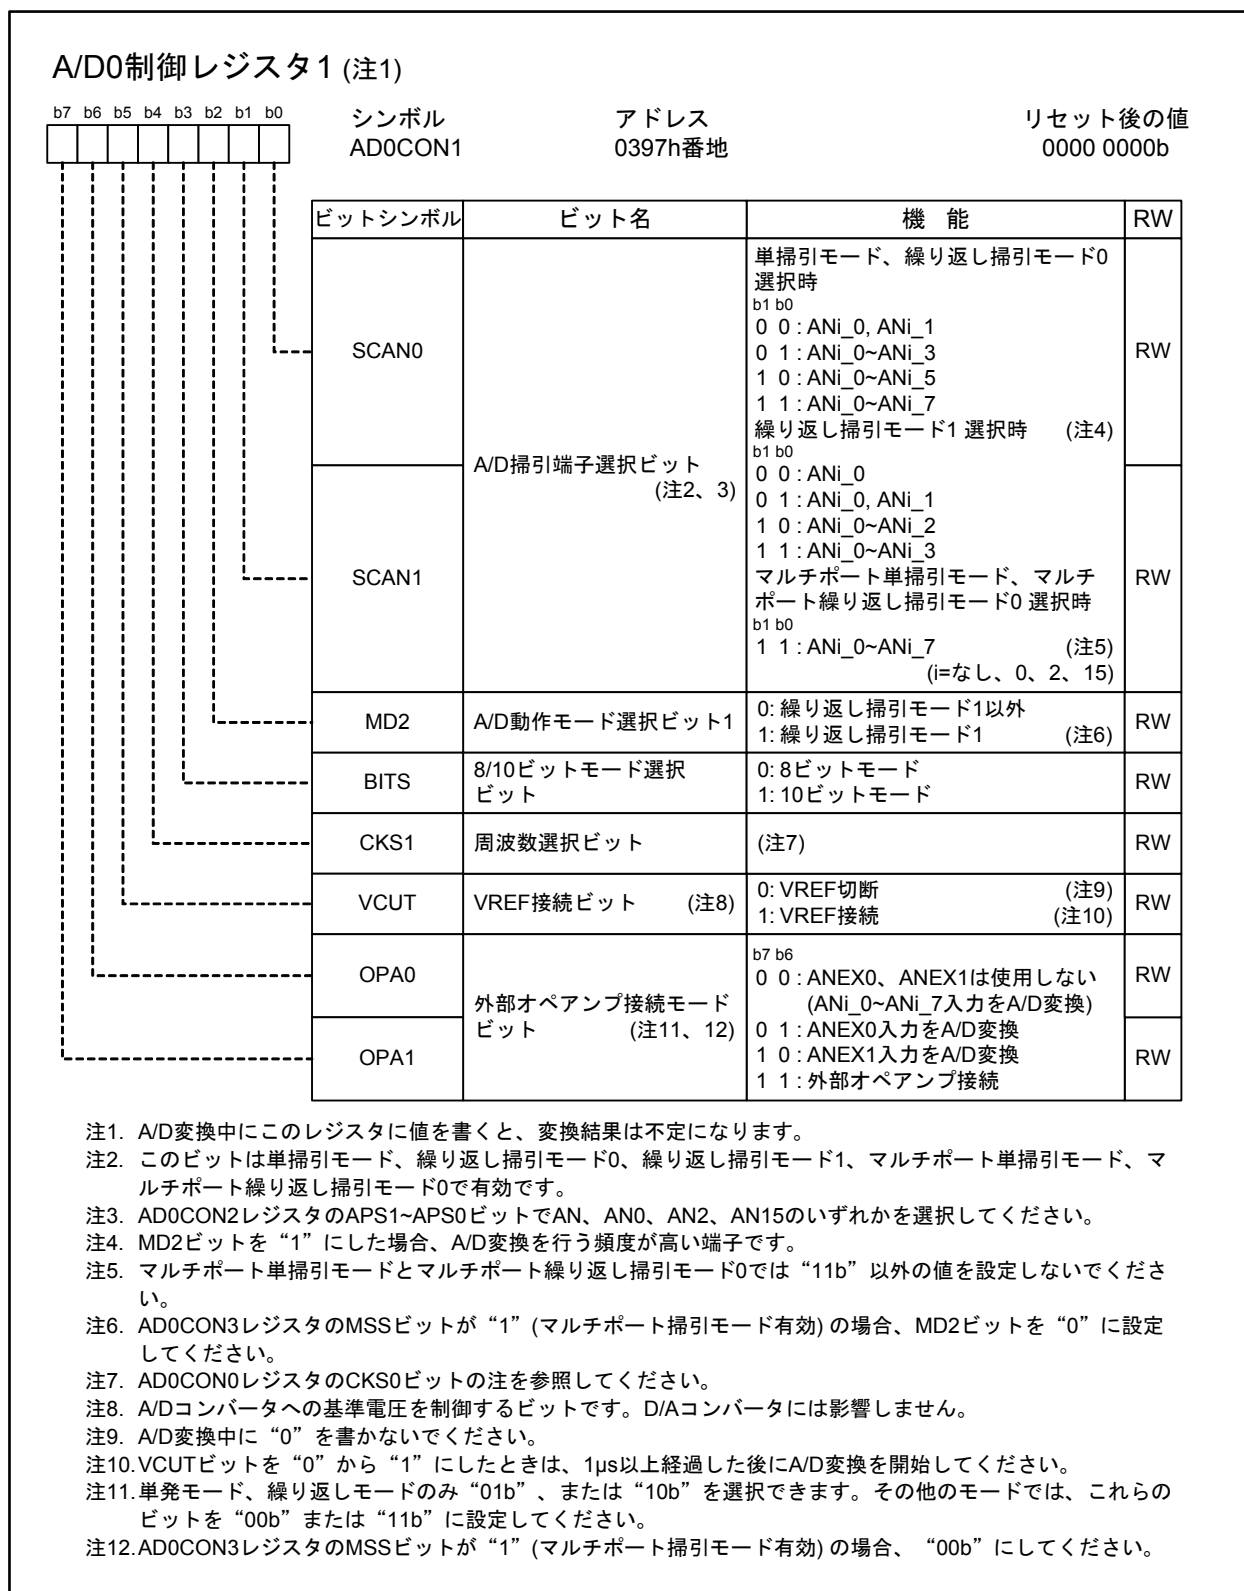 A/D0制御レジスタ1 (注1)
b7 b6 b5 b4 b3 b2 b1 b0
シンボル アドレス リセット後の値
AD0CON1 0397h番地 0000 0000b
ビットシンボル ビット名 機 能 RW
SCAN0
A/D掃引端子選択ビット
(注2、3)
単掃引モード、繰り返し掃引モード0
選択時
b1 b0
0 0 : ANi_0, ANi_1
0 1 : ANi_0~ANi_3
1 0 : ANi_0~ANi_5
1 1 : ANi_0~ANi_7
繰り返し掃引モード1 選択時 (注4)
b1 b0
0 0 : ANi_0
0 1 : ANi_0, ANi_1
1 0 : ANi_0~ANi_2
1 1 : ANi_0~ANi_3
マルチポート単掃引モード、マルチ
ポート繰り返し掃引モード0 選択時
b1 b0
1 1 : ANi_0~ANi_7 (注5)
(i=なし、0、2、15)
RW
SCAN1
RW
MD2 A/D動作モード選択ビット1
0: 繰り返し掃引モード1以外
1: 繰り返し掃引モード1 (注6)
RW
BITS
8/10ビットモード選択
ビット
0: 8ビットモード
1: 10ビットモード
RW
CKS1 周波数選択ビット (注7) RW
VCUT VREF接続ビット (注8)
0: VREF切断 (注9)
1: VREF接続 (注10)
RW
OPA0
外部オペアンプ接続モード
ビット (注11、12)
b7 b6
0 0 : ANEX0、ANEX1は使用しない
(ANi_0~ANi_7入力をA/D変換)
0 1 : ANEX0入力をA/D変換
1 0 : ANEX1入力をA/D変換
1 1 : 外部オペアンプ接続
RW
OPA1
RW
注1. A/D変換中にこのレジスタに値を書くと、変換結果は不定になります。
注2. このビットは単掃引モード、繰り返し掃引モード0、繰り返し掃引モード1、マルチポート単掃引モード、マ
ルチポート繰り返し掃引モード0で有効です。
注3. AD0CON2レジスタのAPS1~APS0ビットでAN、AN0、AN2、AN15のいずれかを選択してください。
注4. MD2ビットを“1”にした場合、A/D変換を行う頻度が高い端子です。
注5. マルチポート単掃引モードとマルチポート繰り返し掃引モード0では“11b”以外の値を設定しないでくださ
い。
注6. AD0CON3レジスタのMSSビットが“1”(マルチポート掃引モード有効) の場合、MD2ビットを“0”に設定
してください。
注7. AD0CON0レジスタのCKS0ビットの注を参照してください。
注8. A/Dコンバータへの基準電圧を制御するビットです。D/Aコンバータには影響しません。
注9. A/D変換中に“0”を書かないでください。
注10.VCUTビットを“0”から“1”にしたときは、1μs以上経過した後にA/D変換を開始してください。
注11.単発モード、繰り返しモードのみ“01b”、または“10b”を選択できます。その他のモードでは、これらの
ビットを“00b”または“11b”に設定してください。
注12.AD0CON3レジスタのMSSビットが“1”(マルチポート掃引モード有効) の場合、“00b”にしてください。